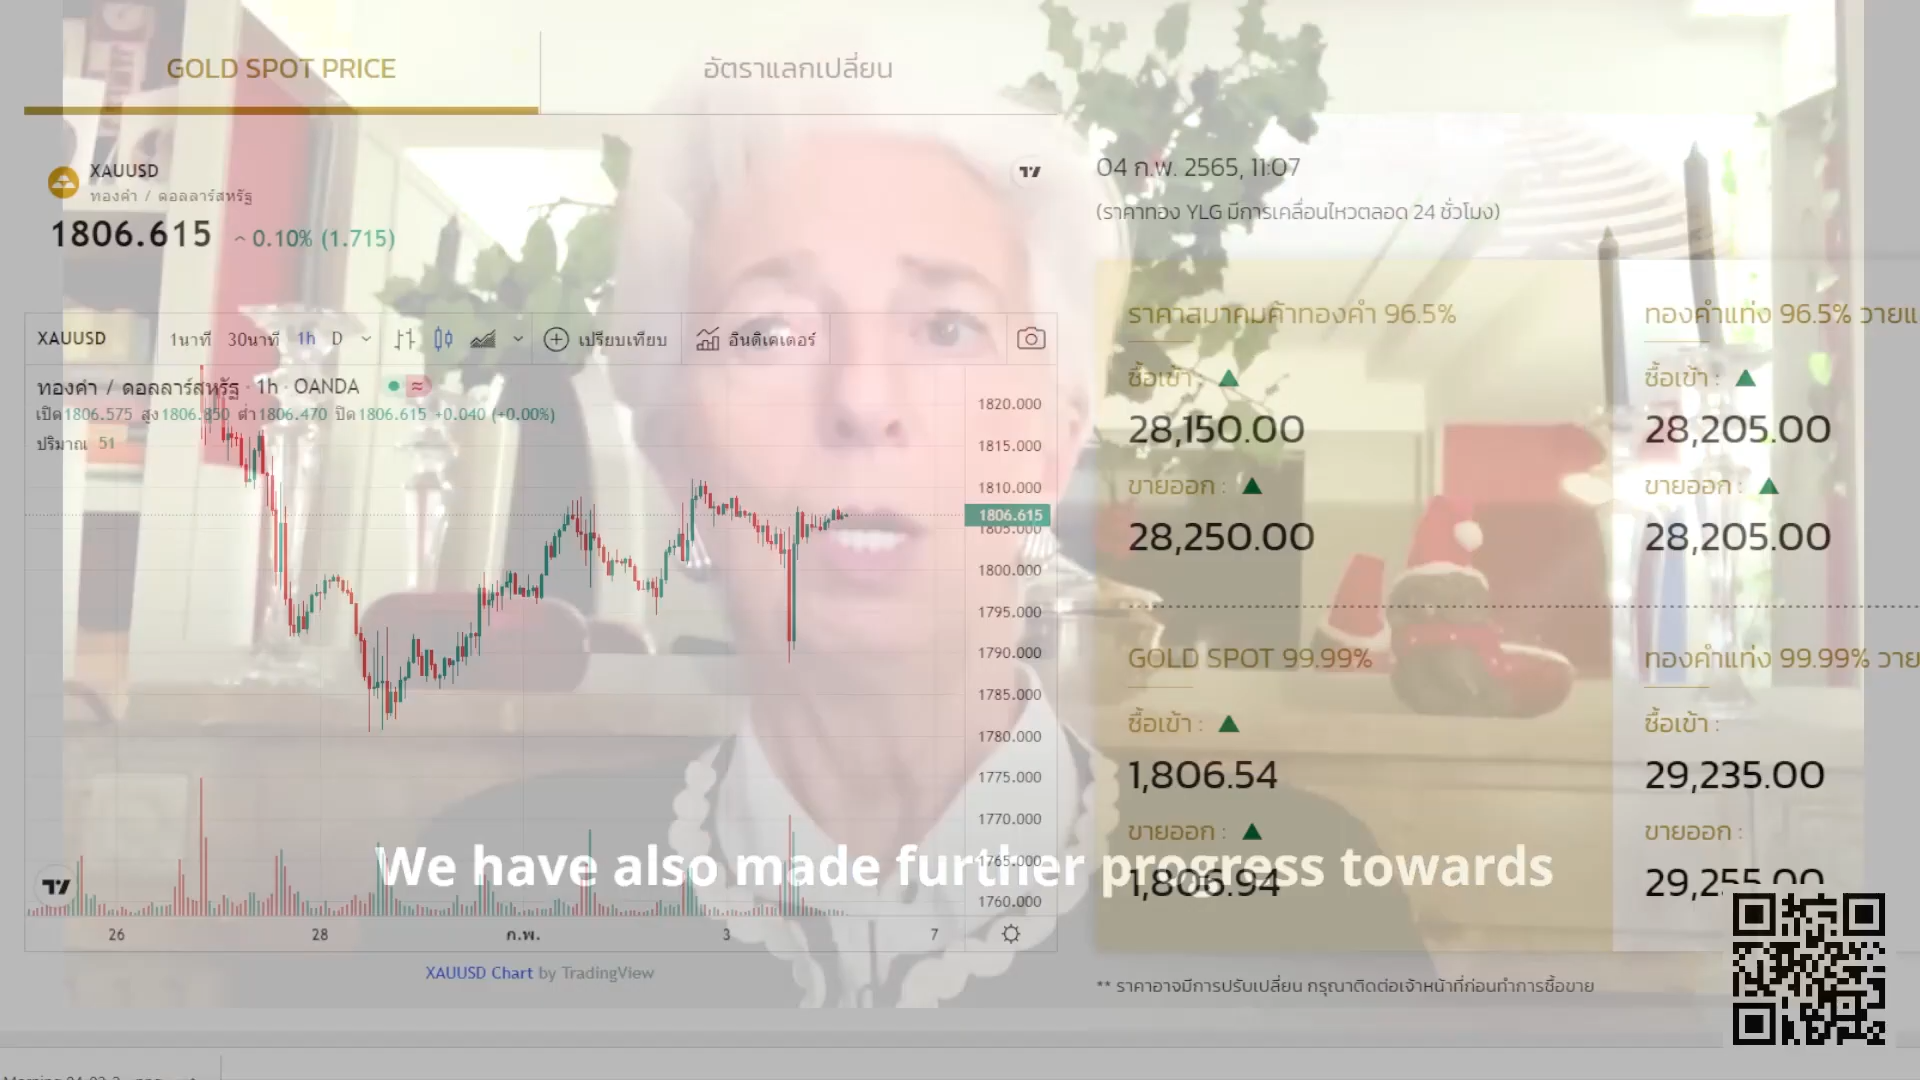 GOLD SPOT PRICE
อัตราแลกเปลี่ยน
XAUUSD
ทองคำ / ดอลลาร์สหรัฐ
1806.615 0.10% (1.715)
04 ก.พ. 2565, 11:07
(ราคาทอง YLG มีการเคลื่อนไหวตลอด 24 ชั่วโมง)
XAUUSD 1นาที 30นาที 1h D เปรียบเทียบ อินดิเคเตอร์
ทองคำ / ดอลลาร์สหรัฐ · 1h · OANDA
เปิด1806.575 สูง1806.850 ต่ำ1806.470 ปิด1806.615 +0.040 (+0.00%)
ปริมาณ 51
1820.000
1815.000
1810.000
1806.615
1805.000
1800.000
1795.000
1790.000
1785.000
1780.000
1775.000
1770.000
1765.000
1760.000
26 28 ก.พ. 3 7
XAUUSD Chart by TradingView
ราคาสมาคมค้าทองคำ 96.5%
ซื้อเข้า :
28,150.00
ขายออก :
28,250.00
ทองคำแท่ง 96.5%
ซื้อเข้า :
28,205.00
ขายออก :
28,205.00
GOLD SPOT 99.99%
ซื้อเข้า :
1,806.54
ขายออก :
1,806.94
ทองคำแท่ง 99.99%
ซื้อเข้า :
29,235.00
ขายออก :
29,255.00
** ราคาอาจมีการปรับเปลี่ยน กรุณาติดต่อเจ้าหน้าที่ก่อนทำการซื้อขาย
We have also made further progress towards